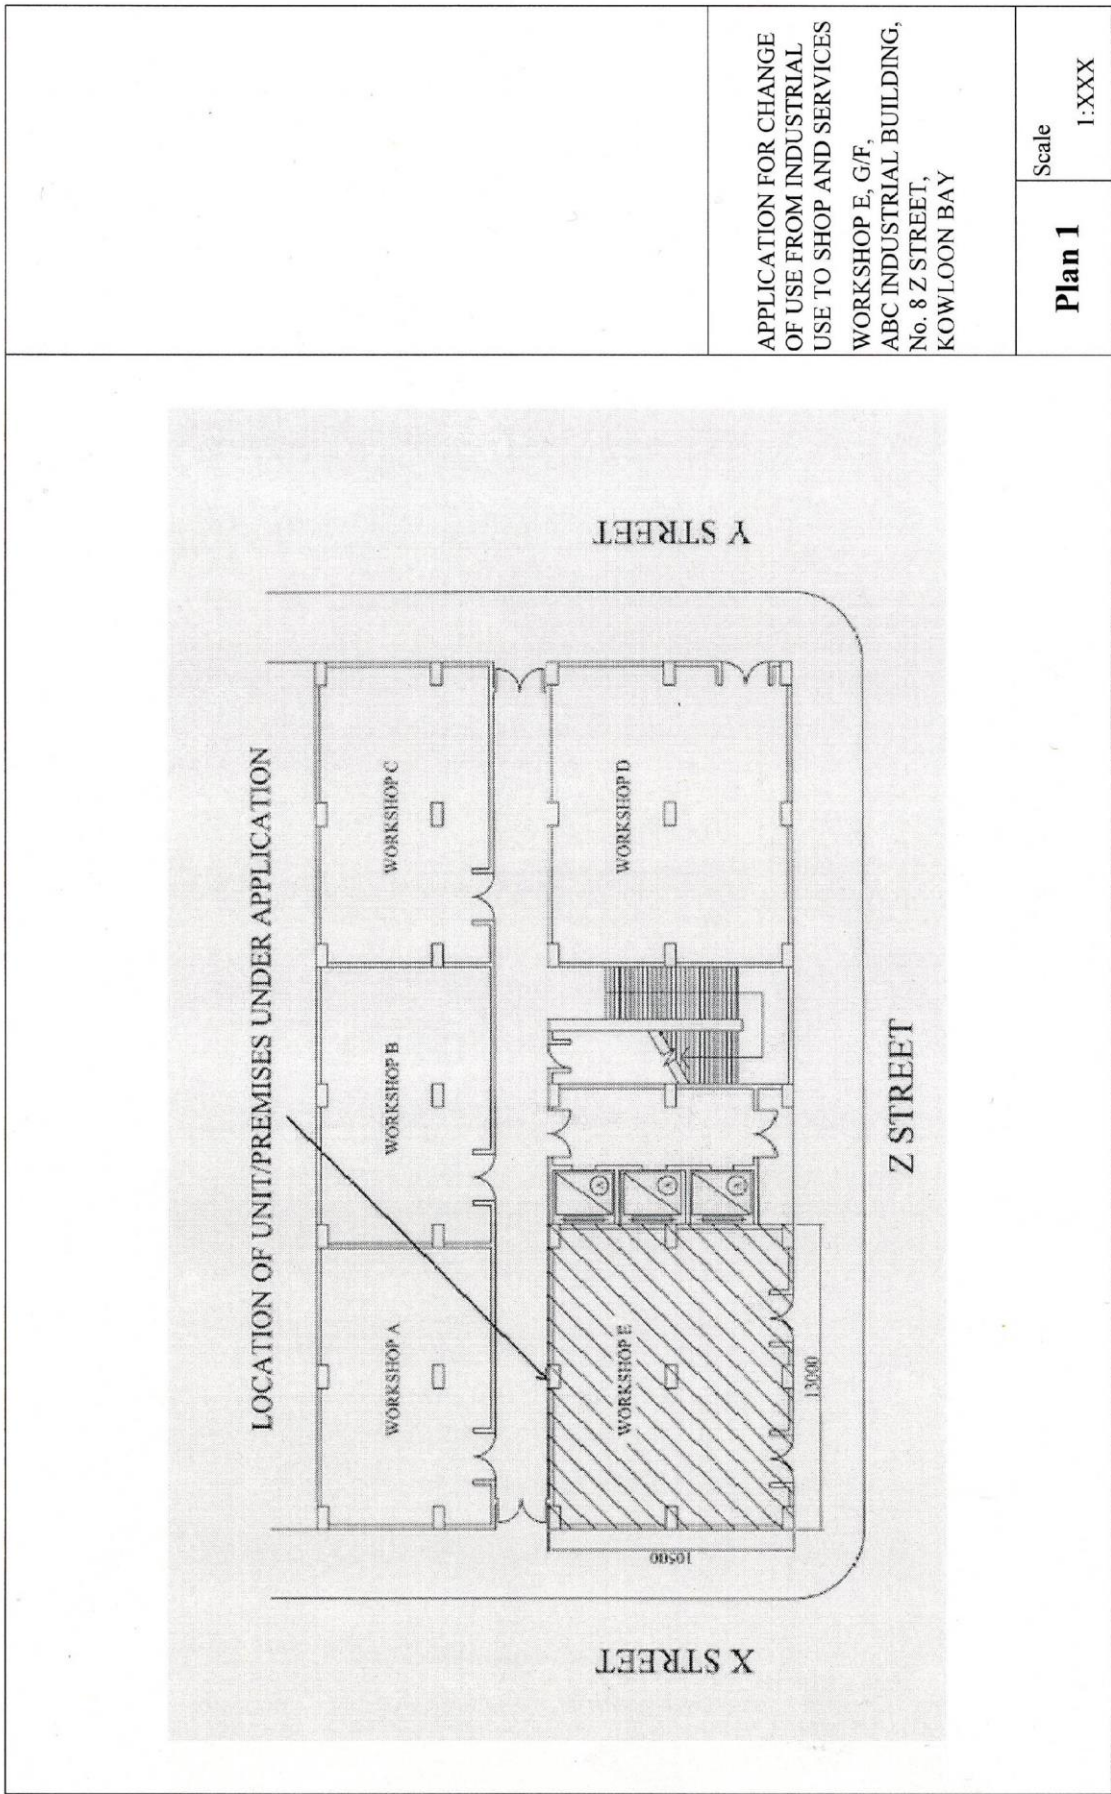 LOCATION OF UNIT/PREMISES UNDER APPLICATION
WORKSHOP A
WORKSHOP B
WORKSHOP C
WORKSHOP E
WORKSHOP D
10500
13000
X STREET
Y STREET
Z STREET
APPLICATION FOR CHANGE
OF USE FROM INDUSTRIAL
USE TO SHOP AND SERVICES
WORKSHOP E, G/F,
ABC INDUSTRIAL BUILDING,
No. 8 Z STREET,
KOWLOON BAY
Plan 1
Scale
1:XXX